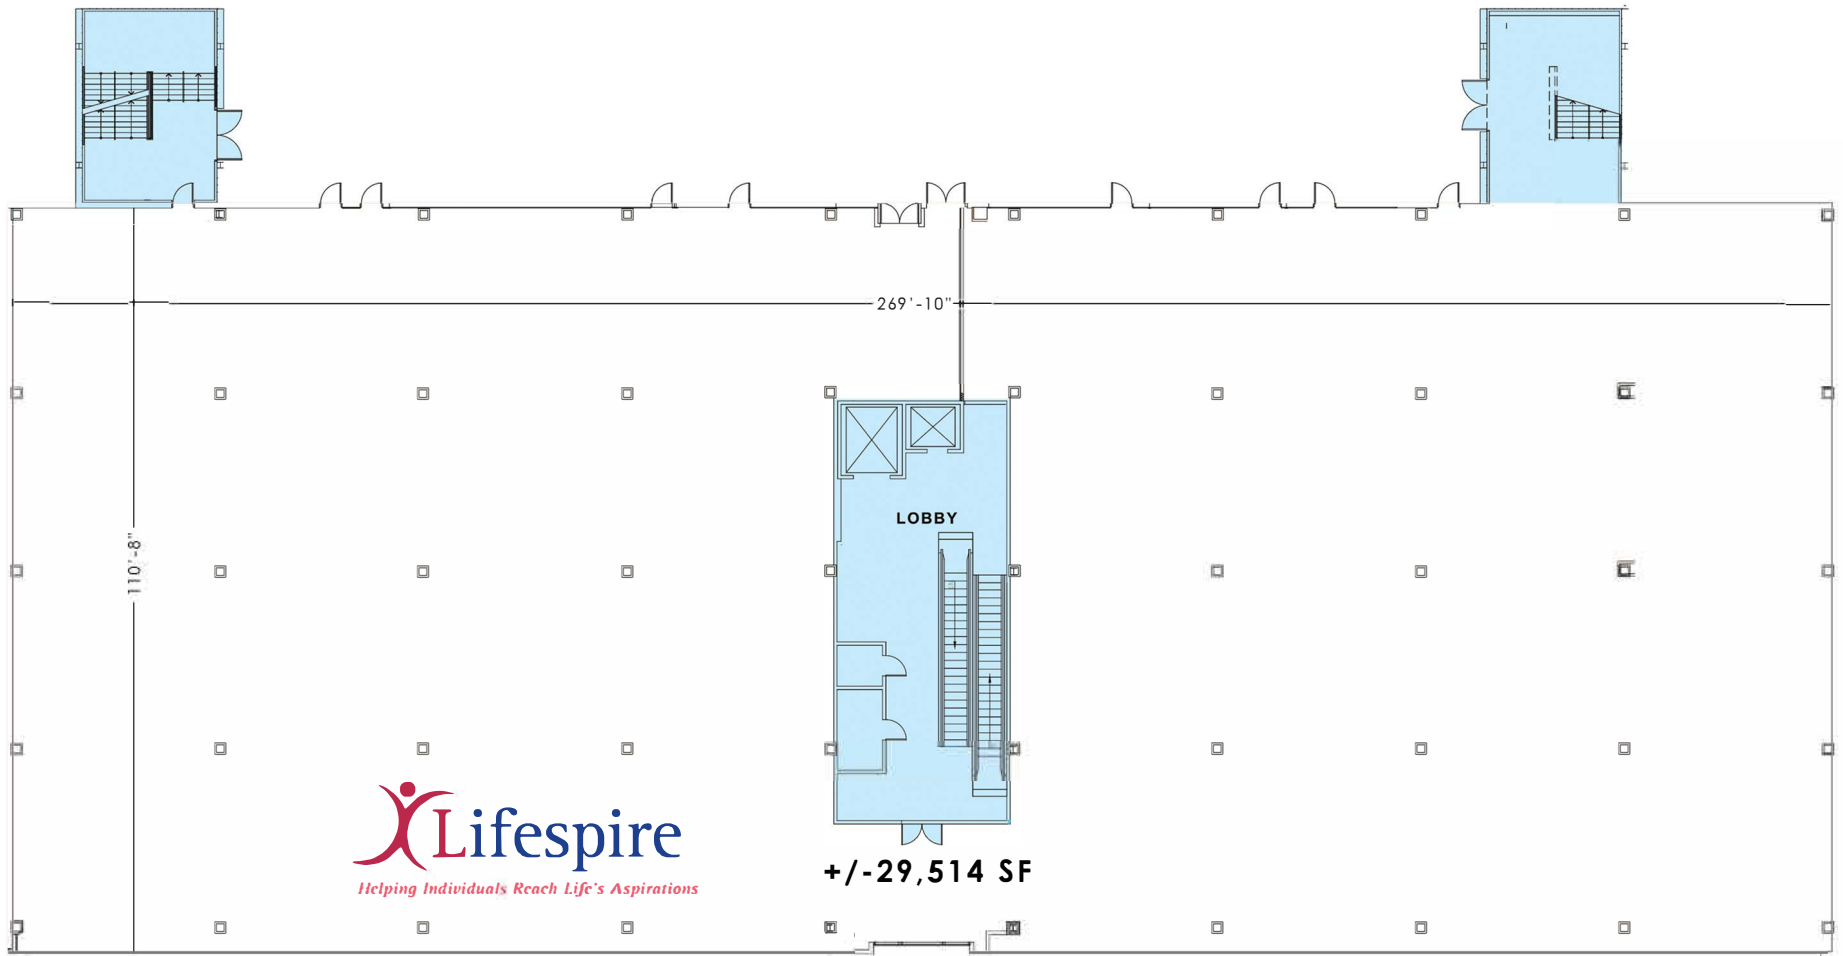 269'-10"
110'-8"
LOBBY
Lifespire
Helping Individuals Reach Life's Aspirations
+/-29,514 SF